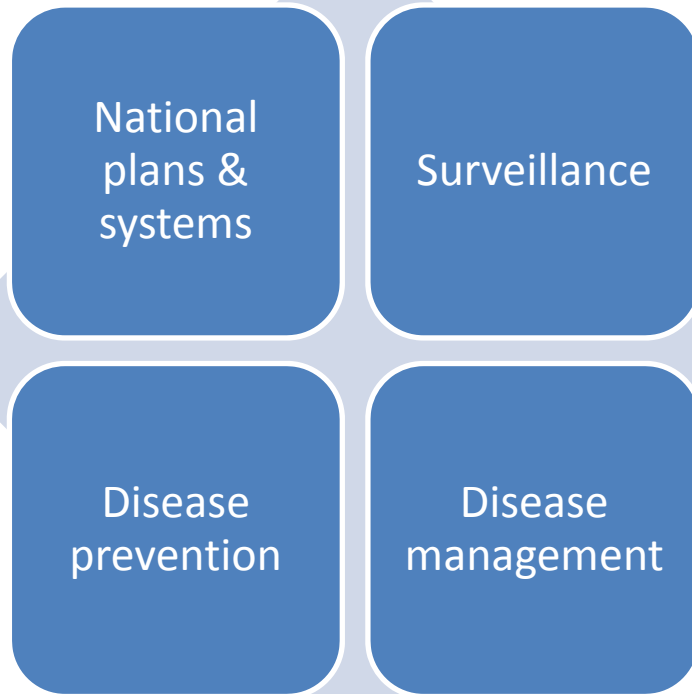 National
plans &
systems
Surveillance
Disease
prevention
Disease
management